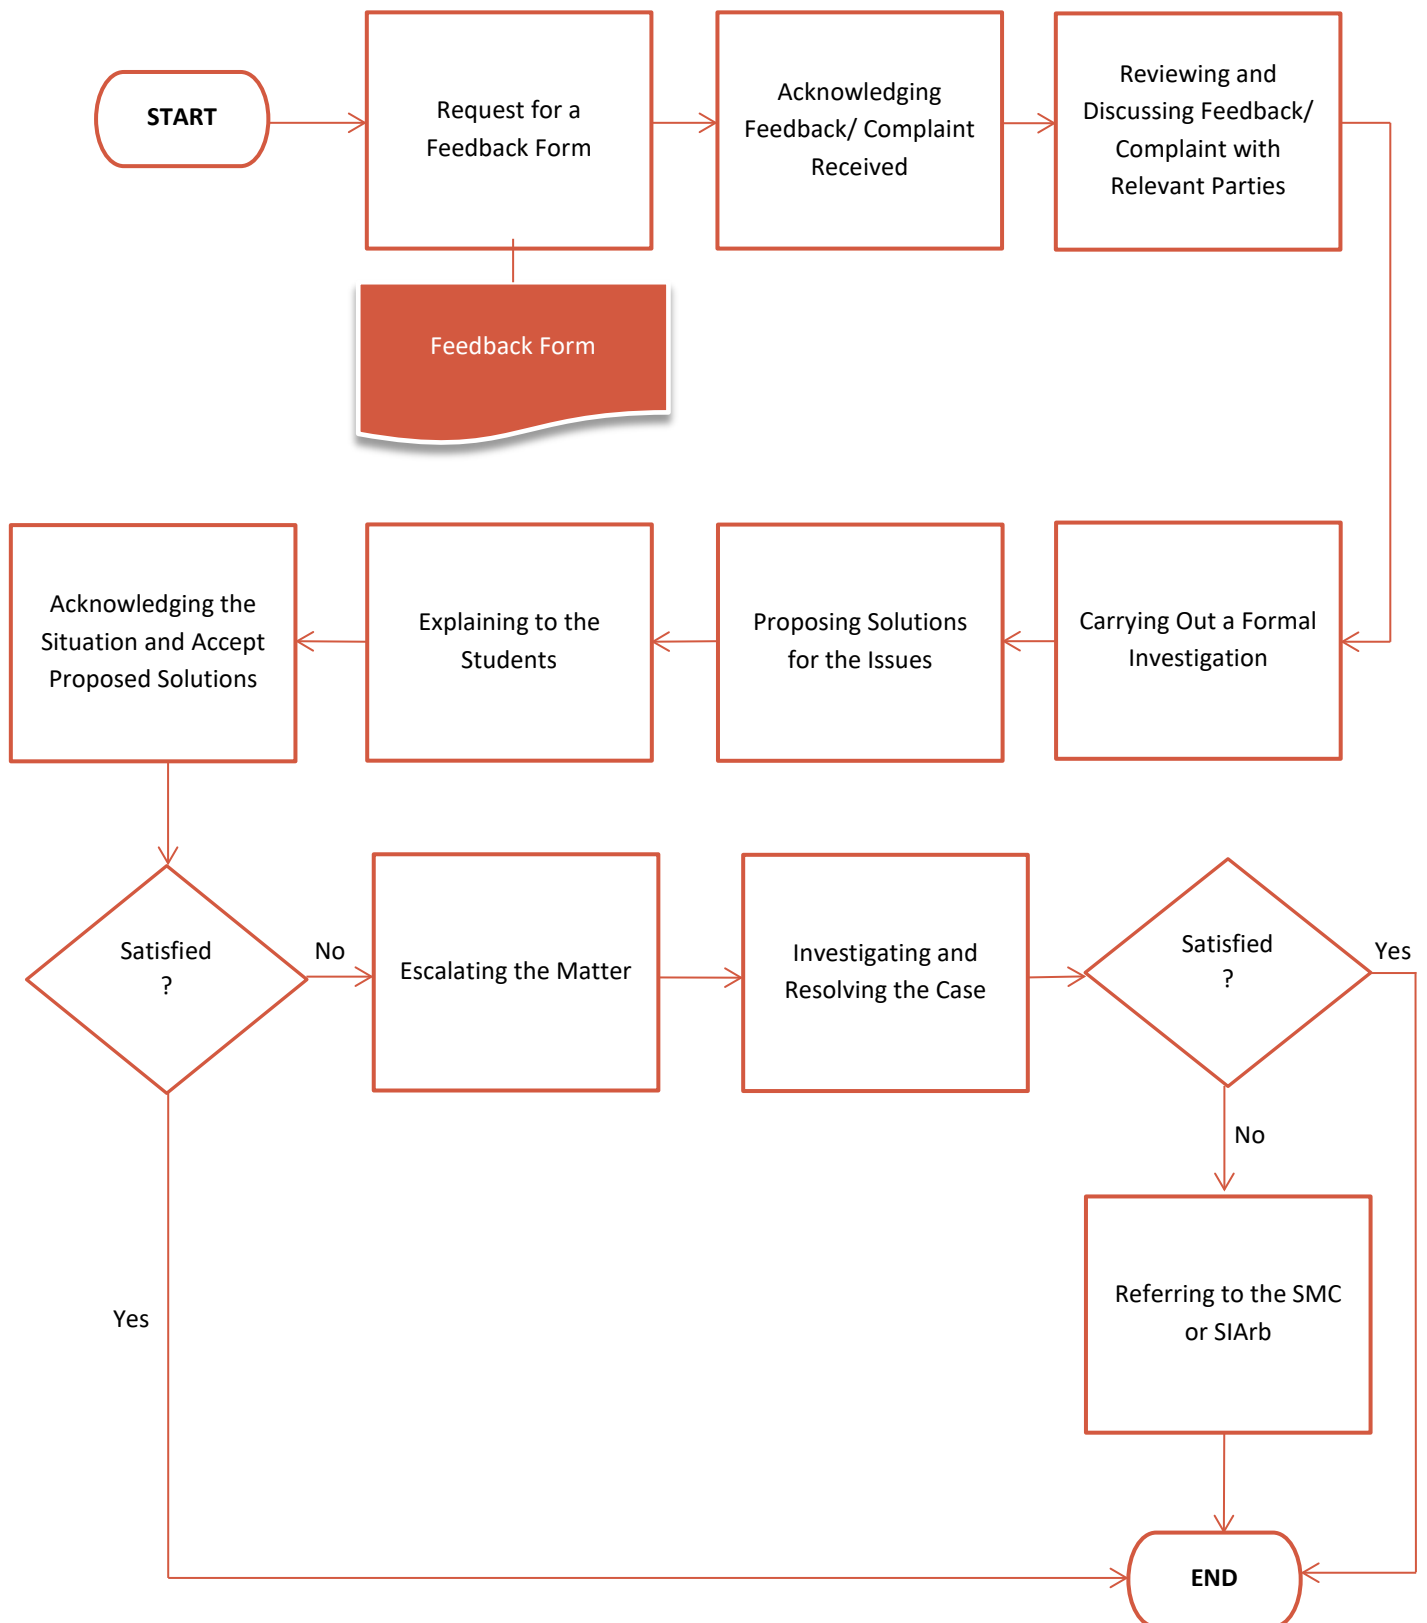 START
Request for a
Feedback Form
Acknowledging
Feedback/ Complaint
Received
Reviewing and
Discussing Feedback/
Complaint with
Relevant Parties
Feedback Form
Acknowledging the
Situation and Accept
Proposed Solutions
Explaining to the
Students
Proposing Solutions
for the Issues
Carrying Out a Formal
Investigation
Satisfied
?
No
Escalating the Matter
Investigating and
Resolving the Case
Satisfied
?
Yes
No
Referring to the SMC
or SIArb
Yes
END